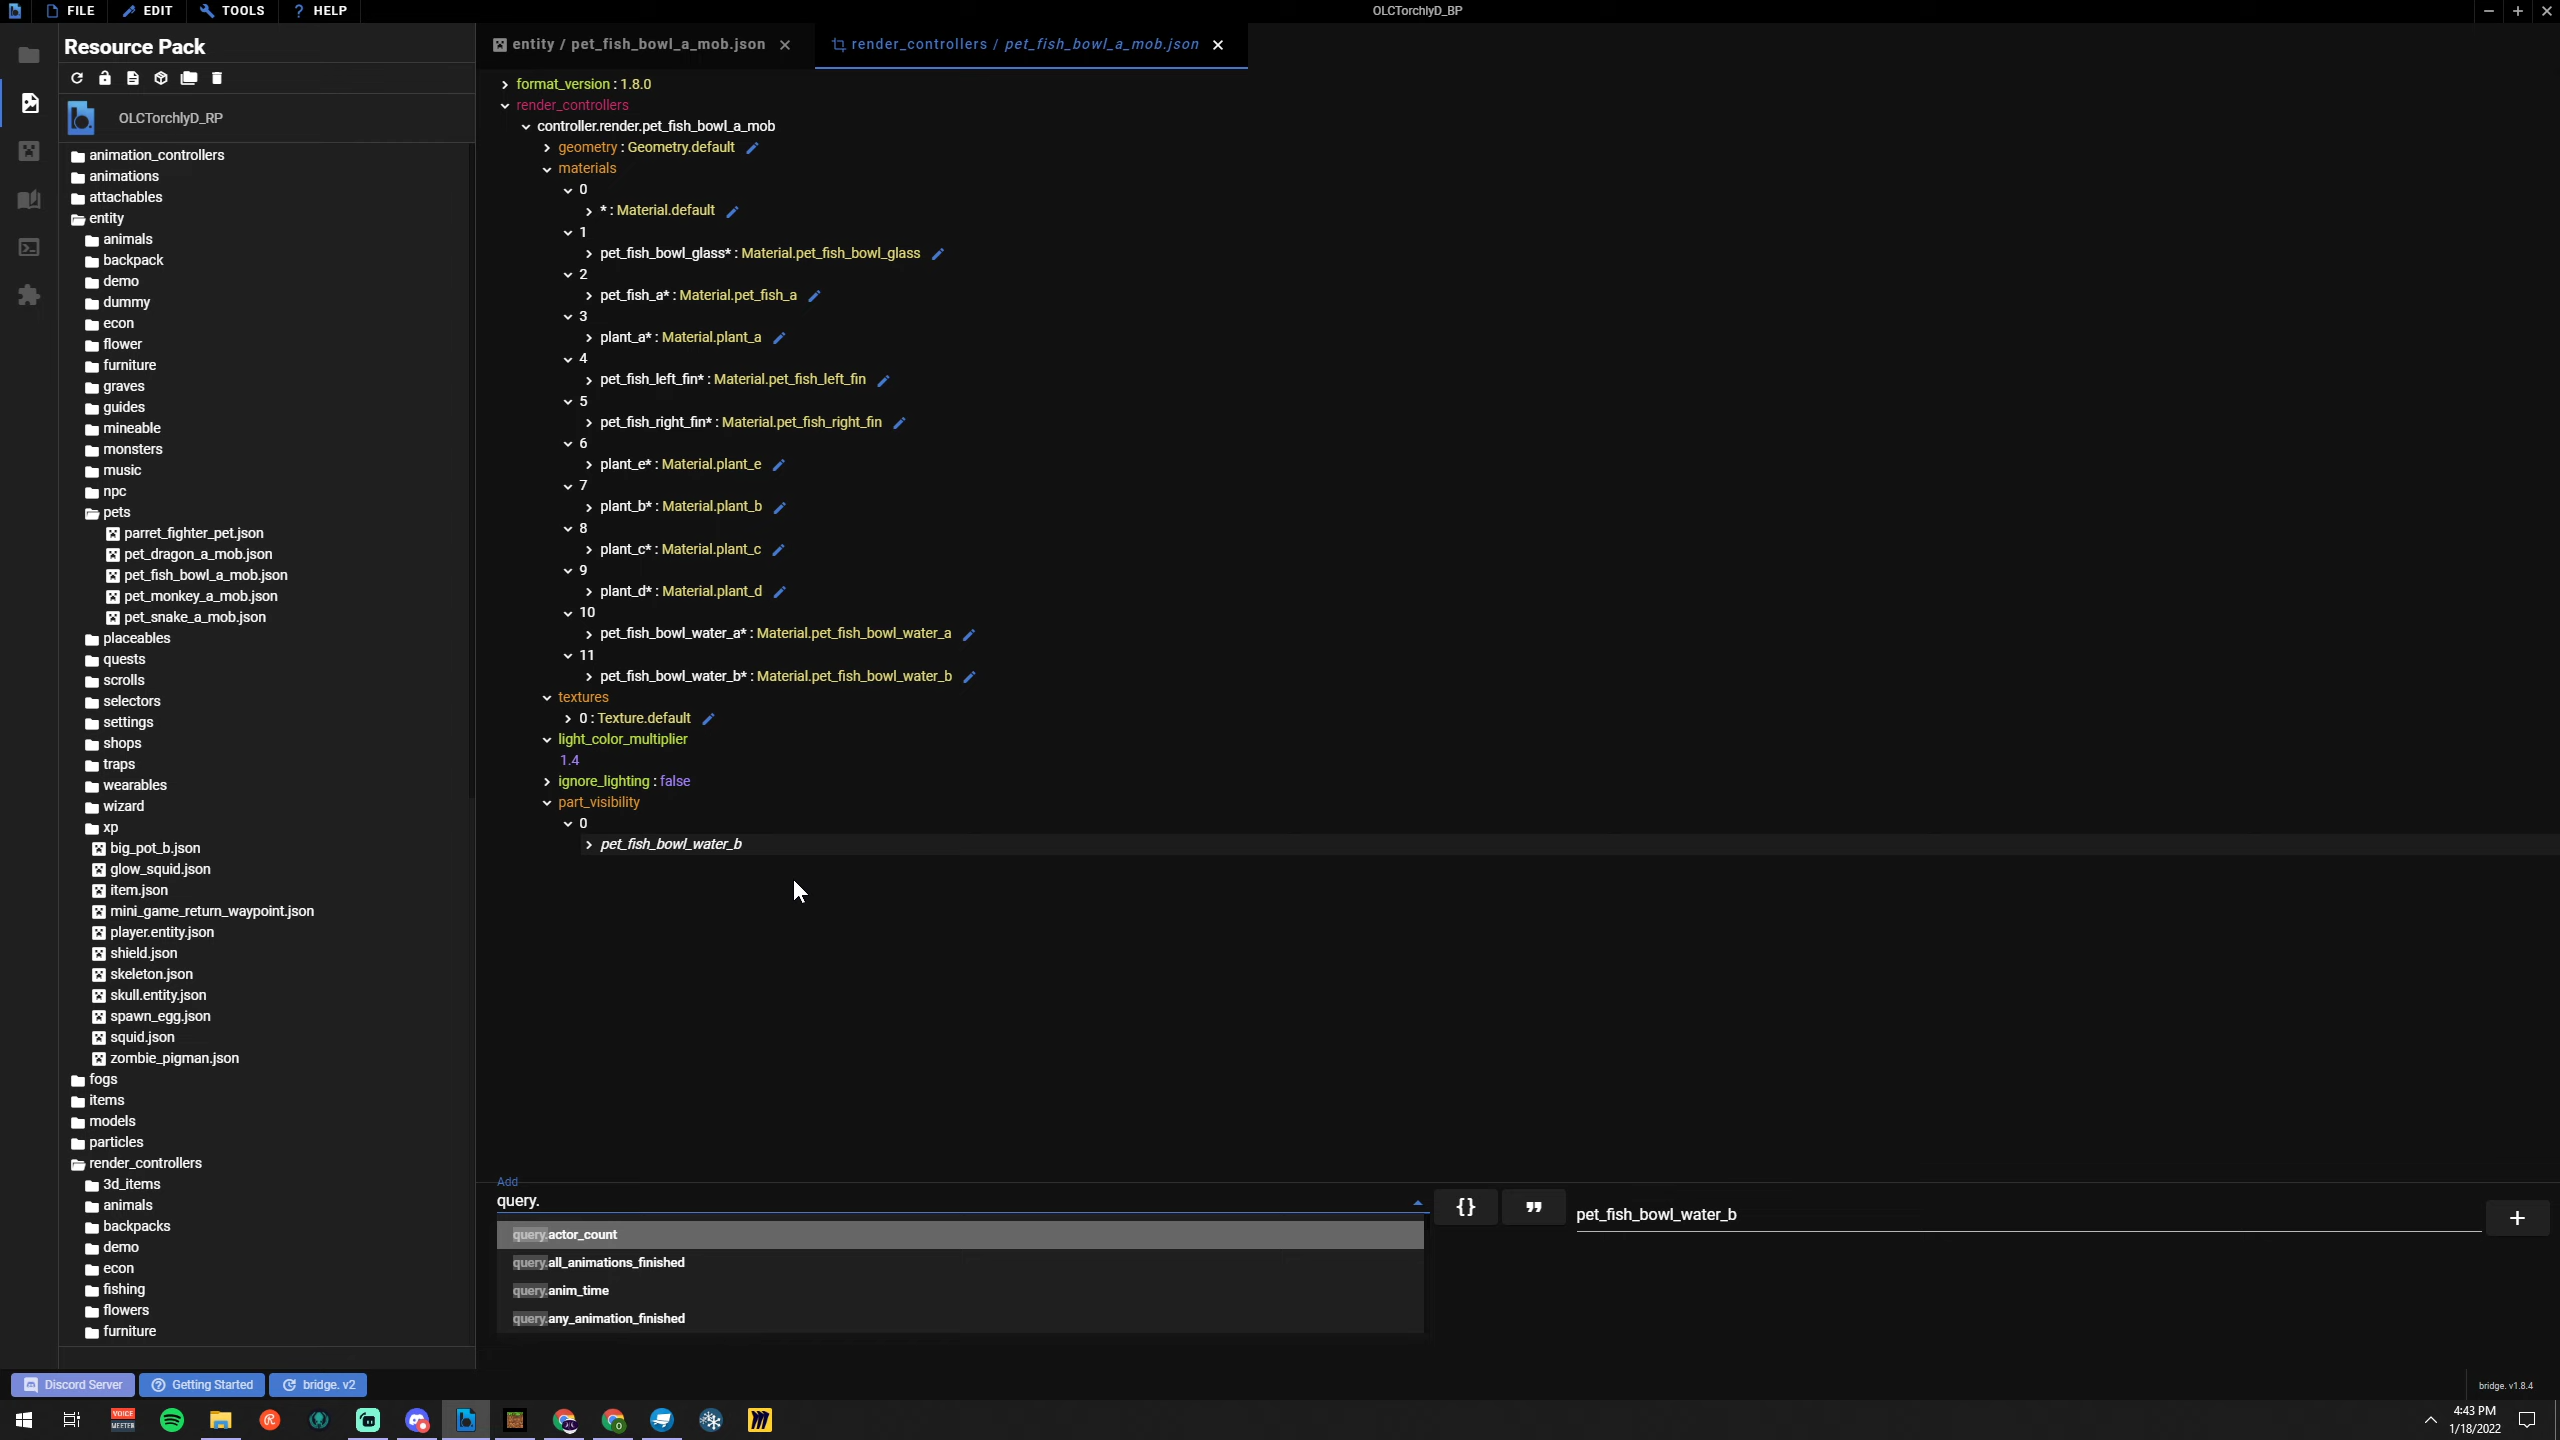 FILE EDIT TOOLS ? HELP OLCTorchlyD_BP
Resource Pack
OLCTorchlyD_RP
animation_controllers
animations
attachables
entity
animals
backpack
demo
dummy
econ
flower
furniture
graves
guides
mineable
monsters
music
npc
pets
parret_fighter_pet.json
pet_dragon_a_mob.json
pet_fish_bowl_a_mob.json
pet_monkey_a_mob.json
pet_snake_a_mob.json
placeables
quests
scrolls
selectors
settings
shops
traps
wearables
wizard
xp
big_pot_b.json
glow_squid.json
item.json
mini_game_return_waypoint.json
player.entity.json
shield.json
skeleton.json
skull.entity.json
spawn_egg.json
squid.json
zombie_pigman.json
fogs
items
models
particles
render_controllers
3d_items
animals
backpacks
demo
econ
fishing
flowers
furniture
entity / pet_fish_bowl_a_mob.json
render_controllers / pet_fish_bowl_a_mob.json
format_version : 1.8.0
render_controllers
controller.render.pet_fish_bowl_a_mob
geometry : Geometry.default
materials
0
* : Material.default
1
pet_fish_bowl_glass* : Material.pet_fish_bowl_glass
2
pet_fish_a* : Material.pet_fish_a
3
plant_a* : Material.plant_a
4
pet_fish_left_fin* : Material.pet_fish_left_fin
5
pet_fish_right_fin* : Material.pet_fish_right_fin
6
plant_e* : Material.plant_e
7
plant_b* : Material.plant_b
8
plant_c* : Material.plant_c
9
plant_d* : Material.plant_d
10
pet_fish_bowl_water_a* : Material.pet_fish_bowl_water_a
11
pet_fish_bowl_water_b* : Material.pet_fish_bowl_water_b
textures
0 : Texture.default
light_color_multiplier
1.4
ignore_lighting : false
part_visibility
0
pet_fish_bowl_water_b
Add
query.
{} pet_fish_bowl_water_b +
query.actor_count
query.all_animations_finished
query.anim_time
query.any_animation_finished
Discord Server Getting Started bridge. v2 bridge. v1.8.4
VOICE MEETER
4:43 PM
1/18/2022